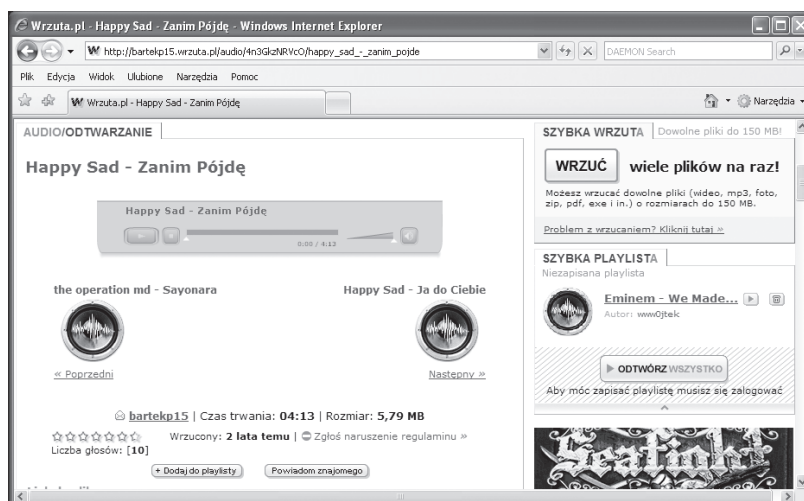 Wrzuta.pl - Happy Sad - Zanim Pójdę - Windows Internet Explorer
W http://bartekp15.wrzuta.pl/audio/4n3GkzNRVcO/happy_sad_-_zanim_pojde
DAEMON Search
Plik Edycja Widok Ulubione Narzędzia Pomoc
W Wrzuta.pl - Happy Sad - Zanim Pójdę
Narzędzia
AUDIO/ODTWARZANIE
Happy Sad - Zanim Pójdę
Happy Sad - Zanim Pójdę
0:00 / 4:13
the operation md - Sayonara
Happy Sad - Ja do Ciebie
« Poprzedni
Następny »
bartekp15 | Czas trwania: 04:13 | Rozmiar: 5,79 MB
Wrzucony: 2 lata temu | Zgłoś naruszenie regulaminu »
Liczba głosów: [10]
+ Dodaj do playlisty
Powiadom znajomego
SZYBKA WRZUTA Dowolne pliki do 150 MB!
WRZUĆ wiele plików na raz!
Możesz wrzucać dowolne pliki (wideo, mp3, foto,
zip, pdf, exe i in.) o rozmiarach do 150 MB.
Problem z wrzucaniem? Kliknij tutaj »
SZYBKA PLAYLISTA
Niezapisana playlista
Eminem - We Made...
Autor: www0jtek
ODTWÓRZ WSZYSTKO
Aby móc zapisać playlistę musisz się zalogować